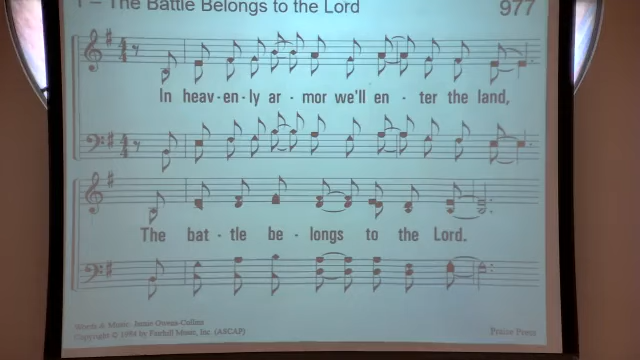 1 – The Battle Belongs to the Lord 977
In heav-en-ly ar - mor we'll en - ter the land,
The bat - tle be - longs to the Lord.
Words & Music: Jamie Owens-Collins
Copyright © 1984 by Fairhill Music, Inc. (ASCAP)
Praise Press